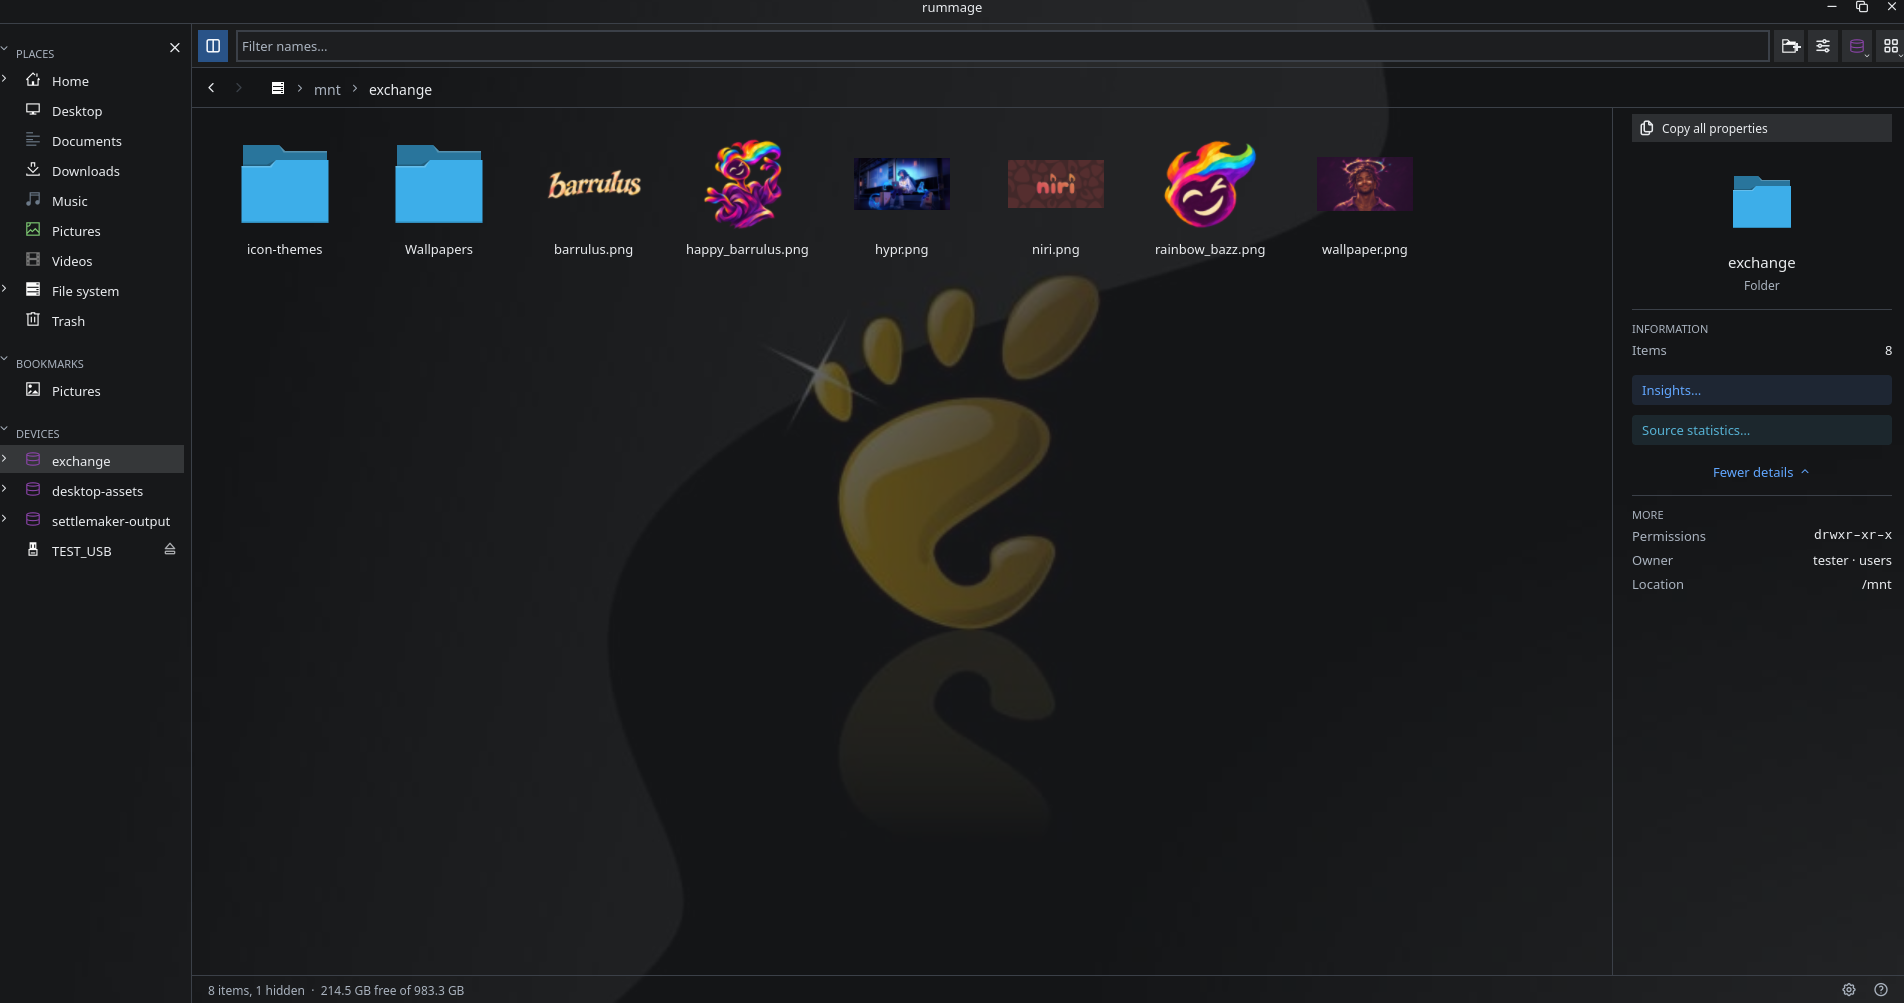 rummage
PLACES
Home
Desktop
Documents
Downloads
Music
Pictures
Videos
File system
Trash
BOOKMARKS
Pictures
DEVICES
exchange
desktop-assets
settlemaker-output
TEST_USB
Filter names...
mnt
exchange
barrulus
niri
icon-themes
Wallpapers
barrulus.png
happy_barrulus.png
hypr.png
niri.png
rainbow_bazz.png
wallpaper.png
Copy all properties
exchange
Folder
INFORMATION
Items 8
Insights...
Source statistics...
Fewer details
MORE
Permissions drwxr-xr-x
Owner tester · users
Location /mnt
8 items, 1 hidden · 214.5 GB free of 983.3 GB